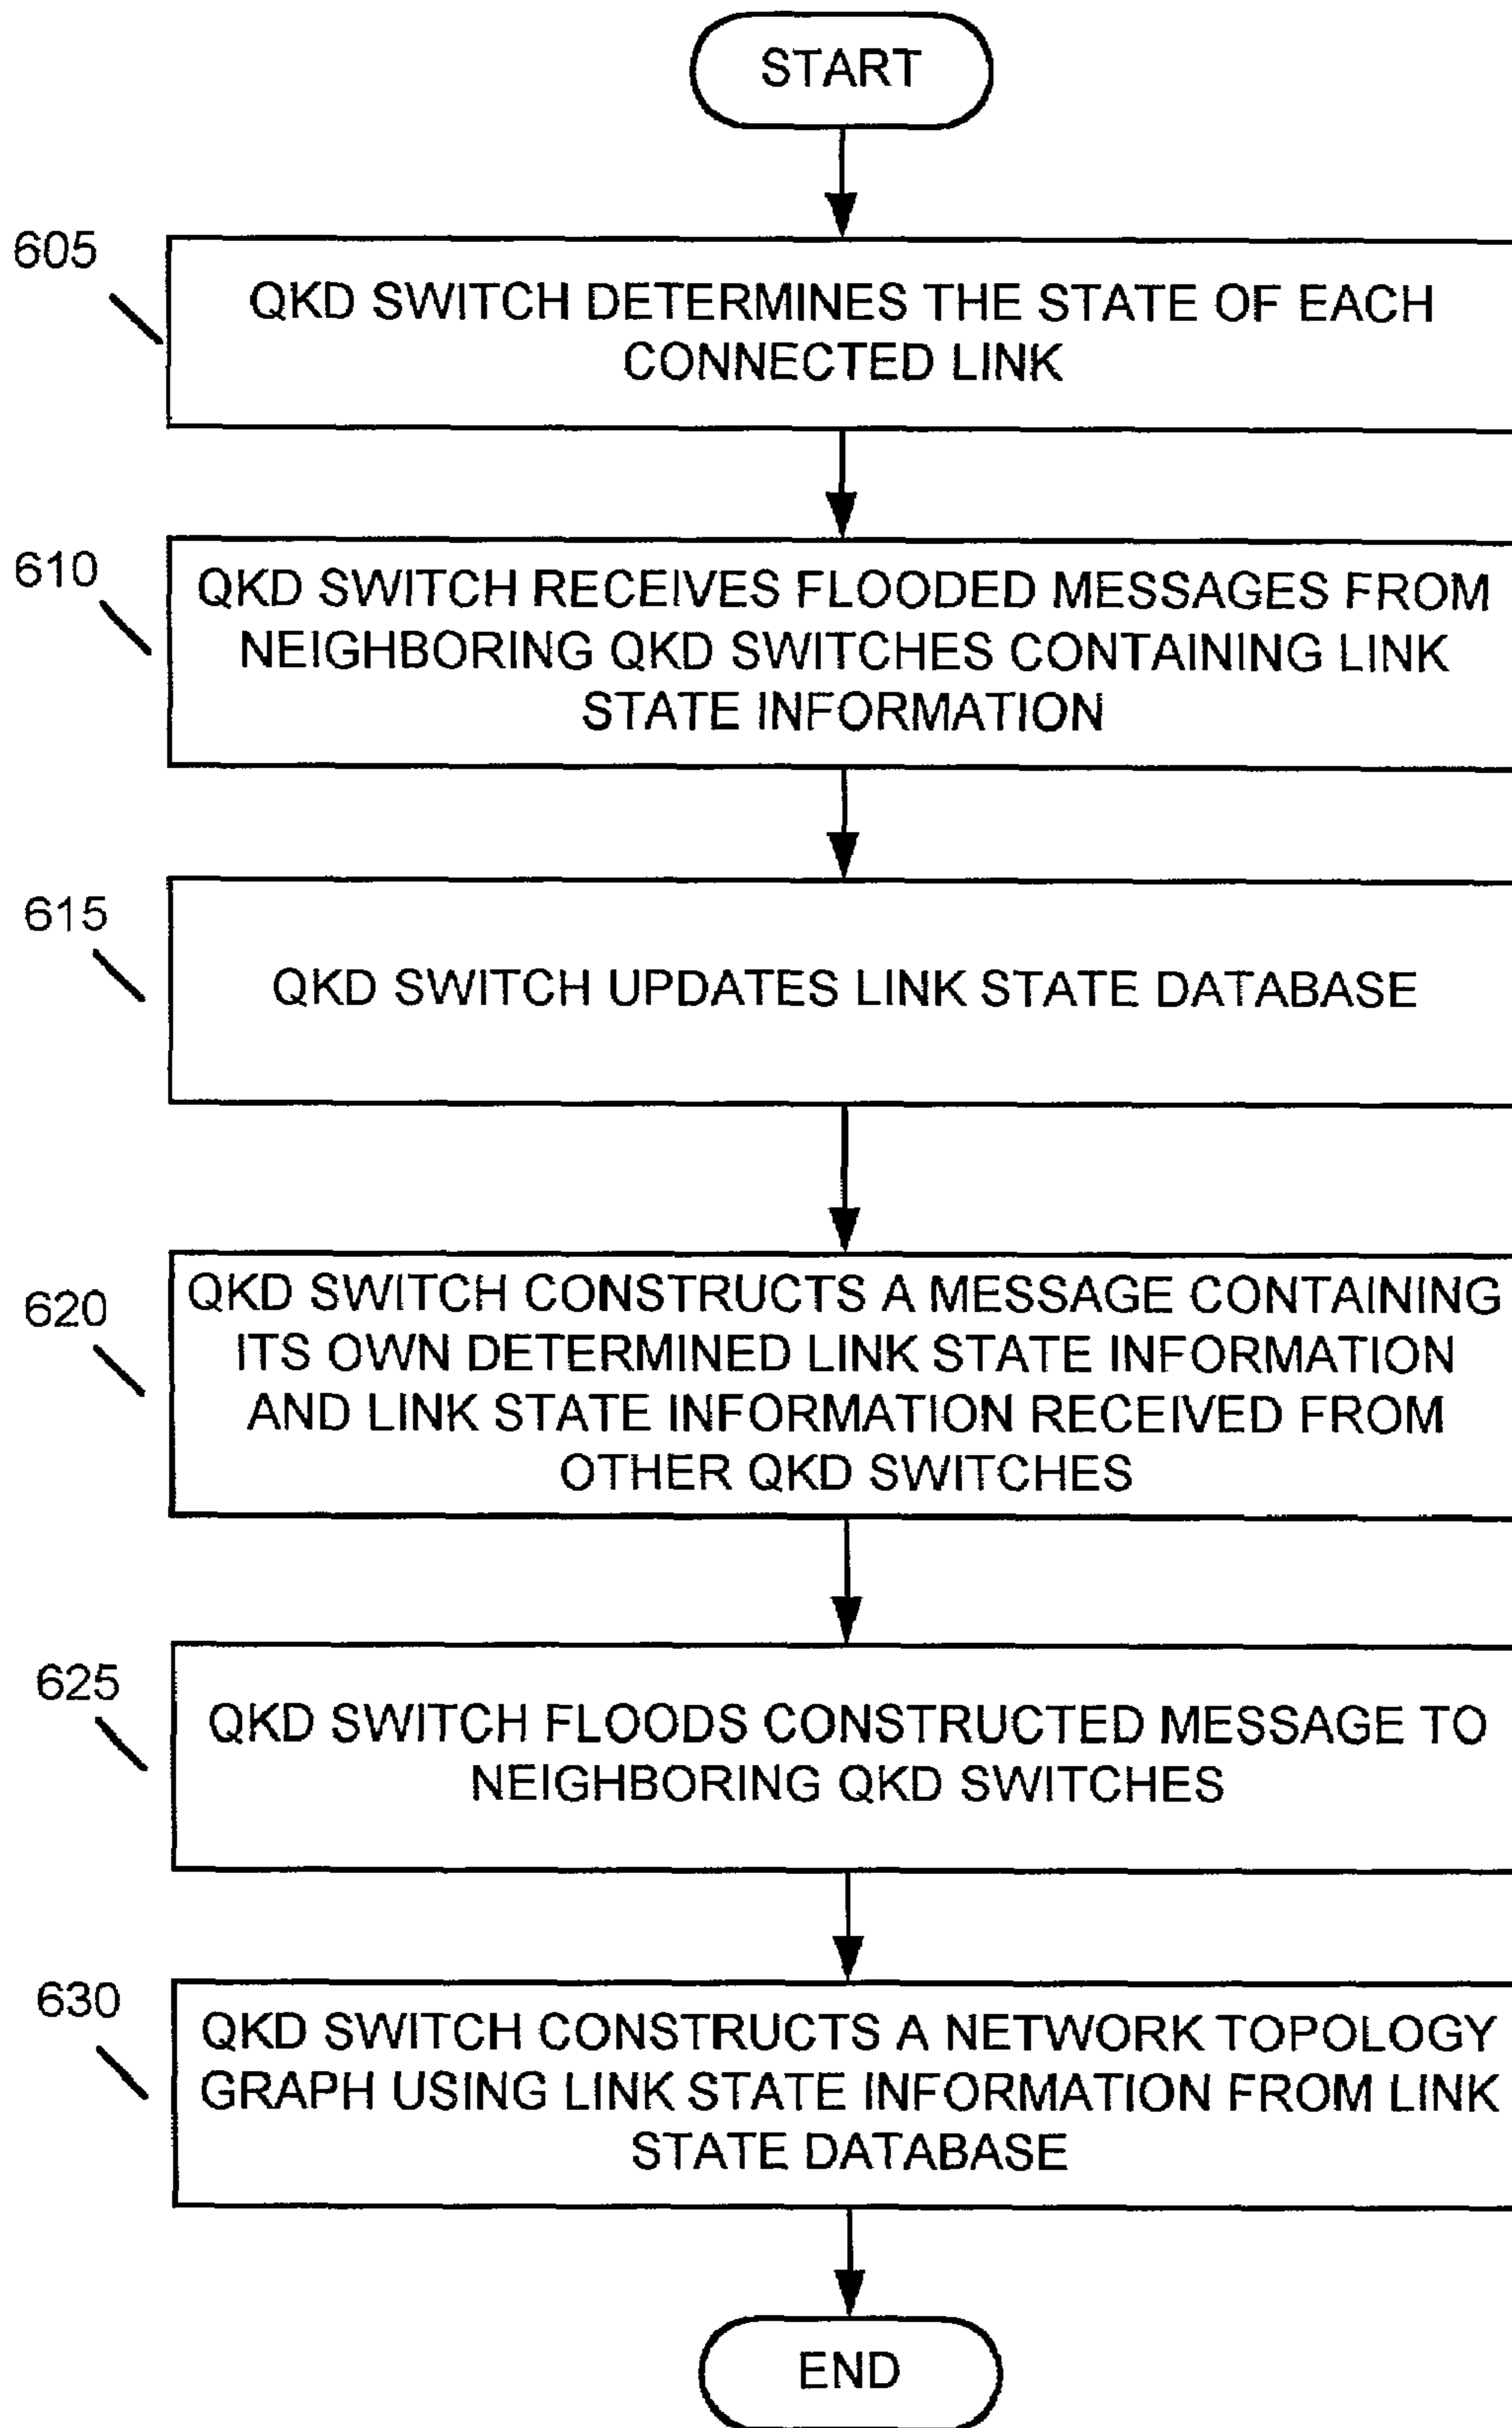 START
605
QKD SWITCH DETERMINES THE STATE OF EACH
CONNECTED LINK
610
QKD SWITCH RECEIVES FLOODED MESSAGES FROM
NEIGHBORING QKD SWITCHES CONTAINING LINK
STATE INFORMATION
615
QKD SWITCH UPDATES LINK STATE DATABASE
620
QKD SWITCH CONSTRUCTS A MESSAGE CONTAINING
ITS OWN DETERMINED LINK STATE INFORMATION
AND LINK STATE INFORMATION RECEIVED FROM
OTHER QKD SWITCHES
625
QKD SWITCH FLOODS CONSTRUCTED MESSAGE TO
NEIGHBORING QKD SWITCHES
630
QKD SWITCH CONSTRUCTS A NETWORK TOPOLOGY
GRAPH USING LINK STATE INFORMATION FROM LINK
STATE DATABASE
END